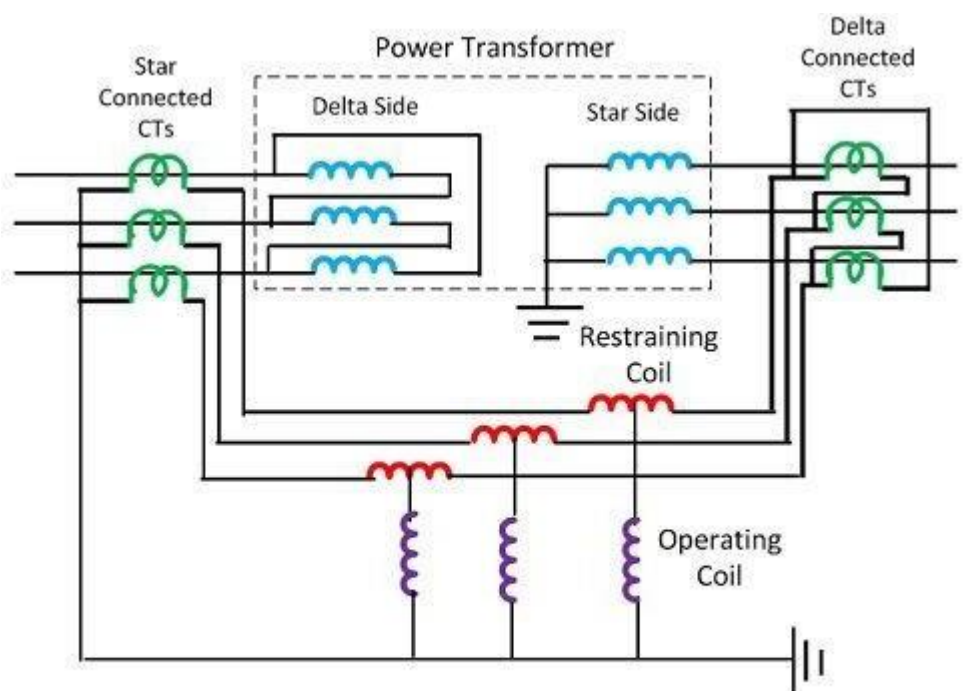 Power Transformer
Star
Connected
CTs
Delta Side
Star Side
Delta
Connected
CTs
Restraining
Coil
Operating
Coil